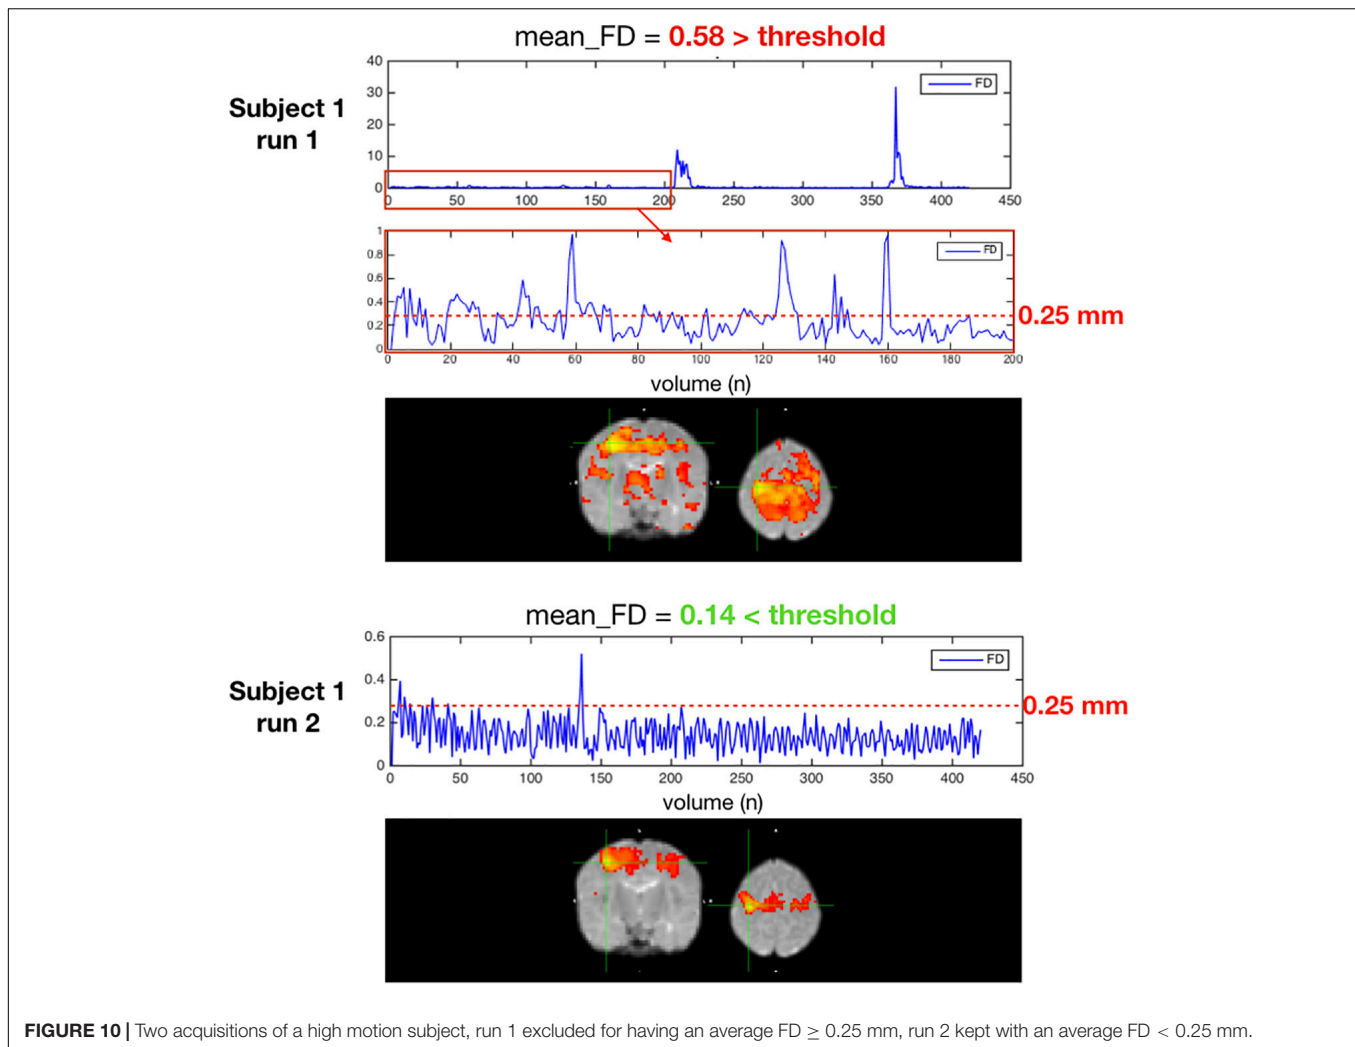 mean_FD = 0.58 > threshold
Subject 1
run 1
40
30
20
10
0
FD
0 50 100 150 200 250 300 350 400 450
1
0.8
0.6
0.4
0.2
0
FD
0.25 mm
0 20 40 60 80 100 120 140 160 180 200
volume (n)
mean_FD = 0.14 < threshold
Subject 1
run 2
0.6
0.4
0.2
0
FD
0.25 mm
0 50 100 150 200 250 300 350 400 450
volume (n)
FIGURE 10 | Two acquisitions of a high motion subject, run 1 excluded for having an average FD ≥ 0.25 mm, run 2 kept with an average FD < 0.25 mm.